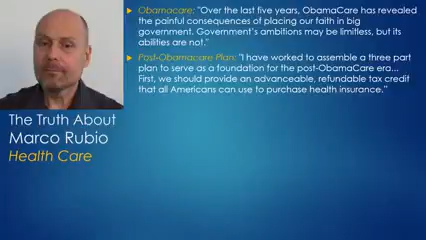 Obamacare: "Over the last five years, ObamaCare has revealed
the painful consequences of placing our faith in big
government. Government's ambitions may be limitless, but its
abilities are not."
Post-Obamacare Plan: "I have worked to assemble a three part
plan to serve as a foundation for the post-ObamaCare era...
First, we should provide an advanceable, refundable tax credit
that all Americans can use to purchase health insurance."
The Truth About
Marco Rubio
Health Care